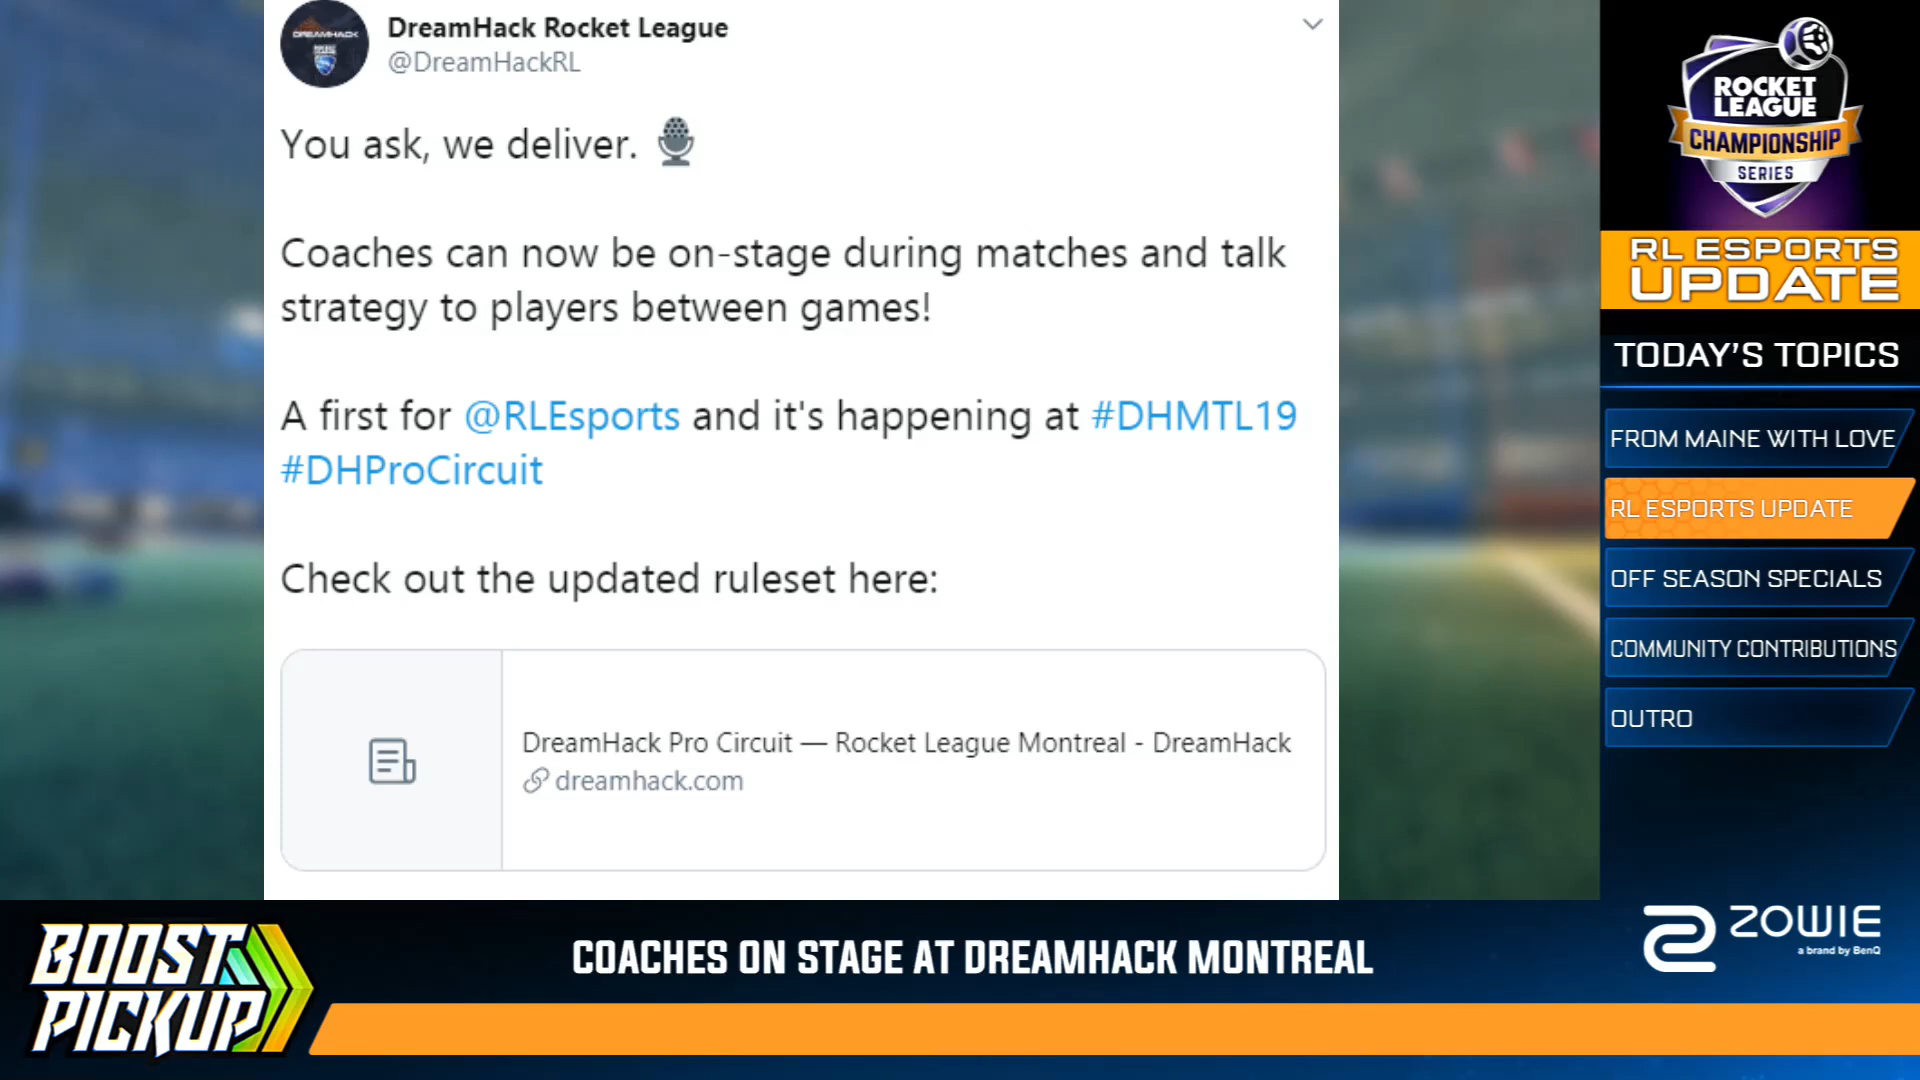 DreamHack Rocket League
@DreamHackRL
You ask, we deliver.
Coaches can now be on-stage during matches and talk
strategy to players between games!
A first for @RLEsports and it's happening at #DHMTL19
#DHProCircuit
Check out the updated ruleset here:
DreamHack Pro Circuit — Rocket League Montreal - DreamHack
dreamhack.com
DREAMHACK
ROCKET
LEAGUE
CHAMPIONSHIP
SERIES
RL ESPORTS
UPDATE
TODAY'S TOPICS
FROM MAINE WITH LOVE
RL ESPORTS UPDATE
OFF SEASON SPECIALS
COMMUNITY CONTRIBUTIONS
OUTRO
BOOST
PICKUP
COACHES ON STAGE AT DREAMHACK MONTREAL
ZOWIE
a brand by BenQ